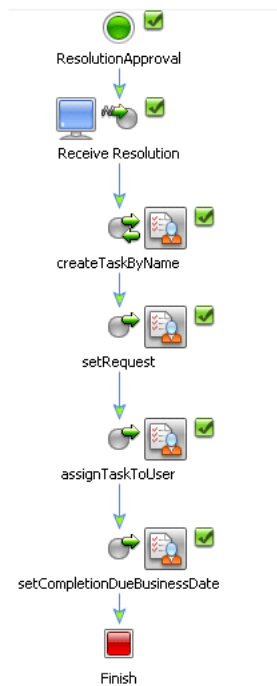 ResolutionApproval
Receive Resolution
createTaskByName
setRequest
assignTaskToUser
setCompletionDueBusinessDate
Finish